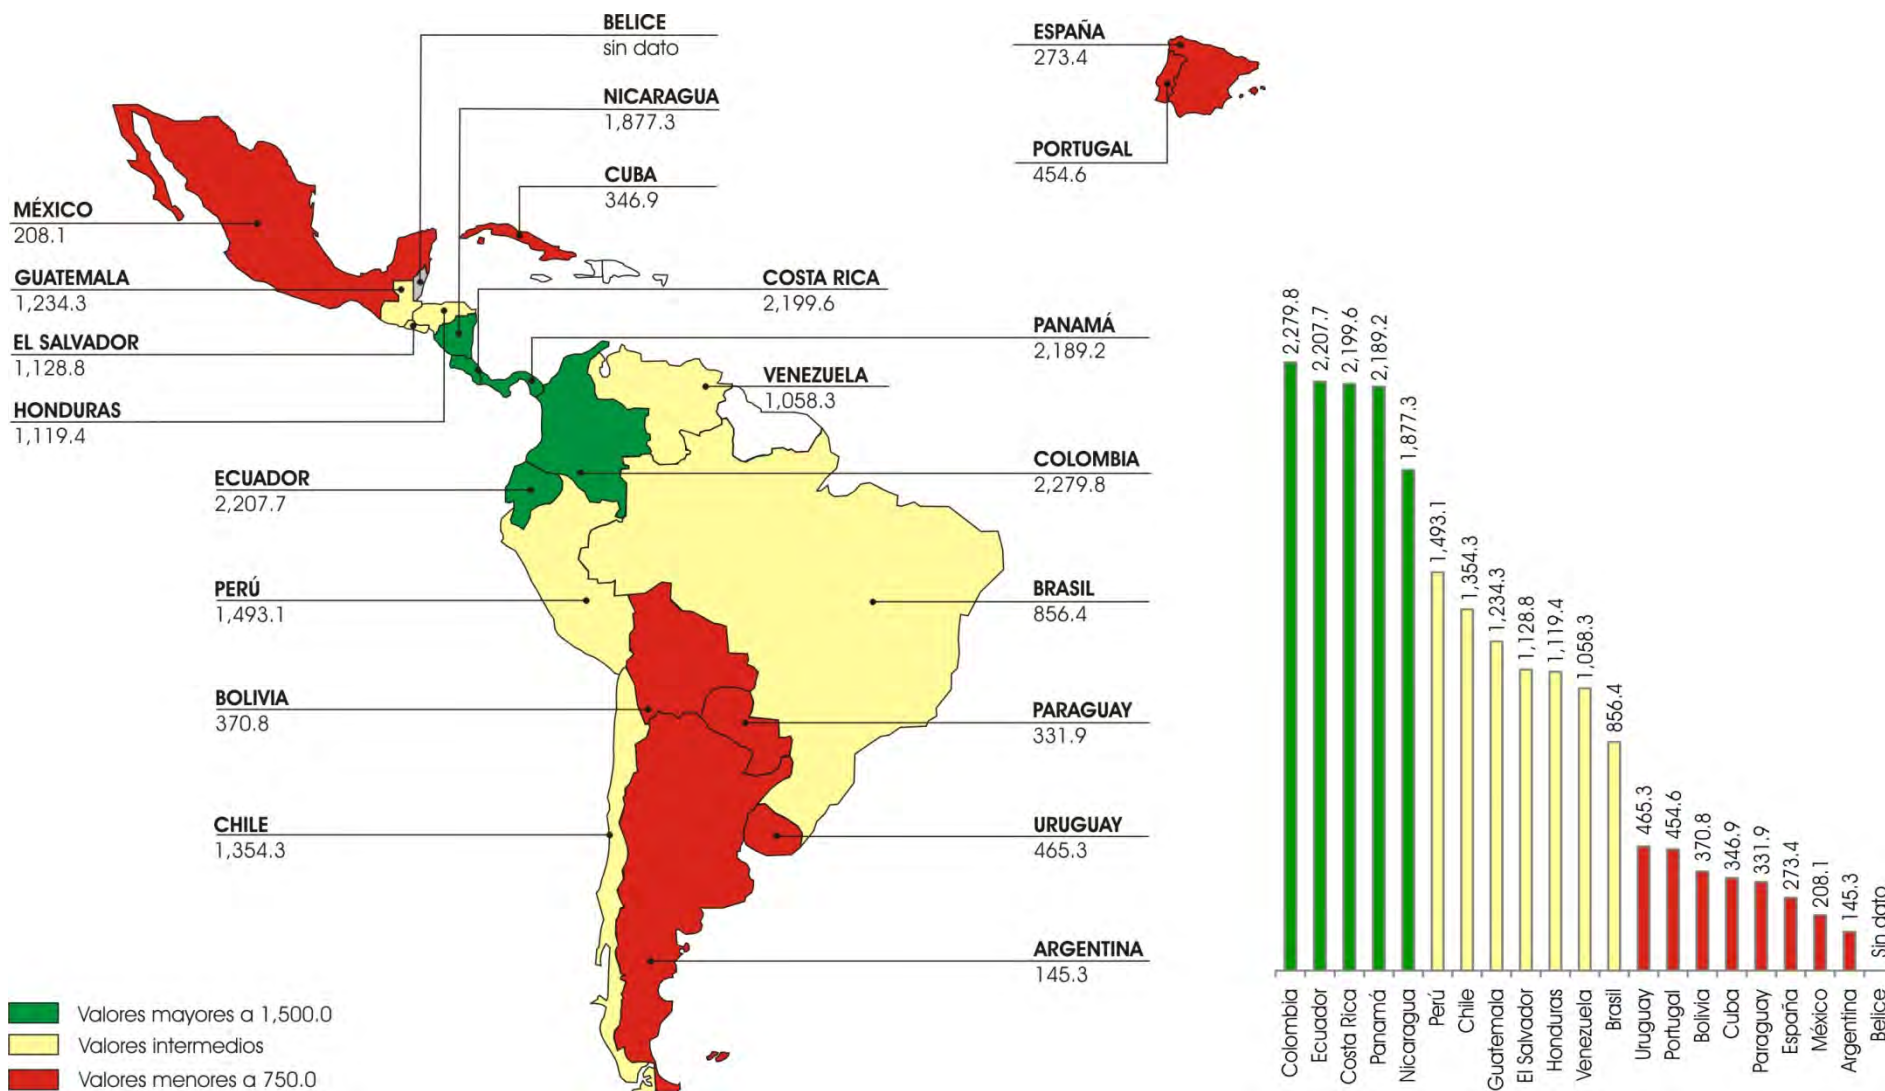 BELICE
sin dato
NICARAGUA
1,877.3
CUBA
346.9
MÉXICO
208.1
GUATEMALA
1,234.3
EL SALVADOR
1,128.8
HONDURAS
1,119.4
COSTA RICA
2,199.6
PANAMÁ
2,189.2
VENEZUELA
1,058.3
COLOMBIA
2,279.8
ECUADOR
2,207.7
PERÚ
1,493.1
BRASIL
856.4
BOLIVIA
370.8
PARAGUAY
331.9
CHILE
1,354.3
URUGUAY
465.3
ARGENTINA
145.3
ESPAÑA
273.4
PORTUGAL
454.6
Valores mayores a 1,500.0
Valores intermedios
Valores menores a 750.0
2,279.8
2,207.7
2,199.6
2,189.2
1,877.3
1,493.1
1,354.3
1,234.3
1,128.8
1,119.4
1,058.3
856.4
465.3
454.6
370.8
346.9
331.9
273.4
208.1
145.3
Sin dato
Colombia
Ecuador
Costa Rica
Panamá
Nicaragua
Perú
Chile
Guatemala
El Salvador
Honduras
Venezuela
Brasil
Uruguay
Portugal
Bolivia
Cuba
Paraguay
España
México
Argentina
Belice